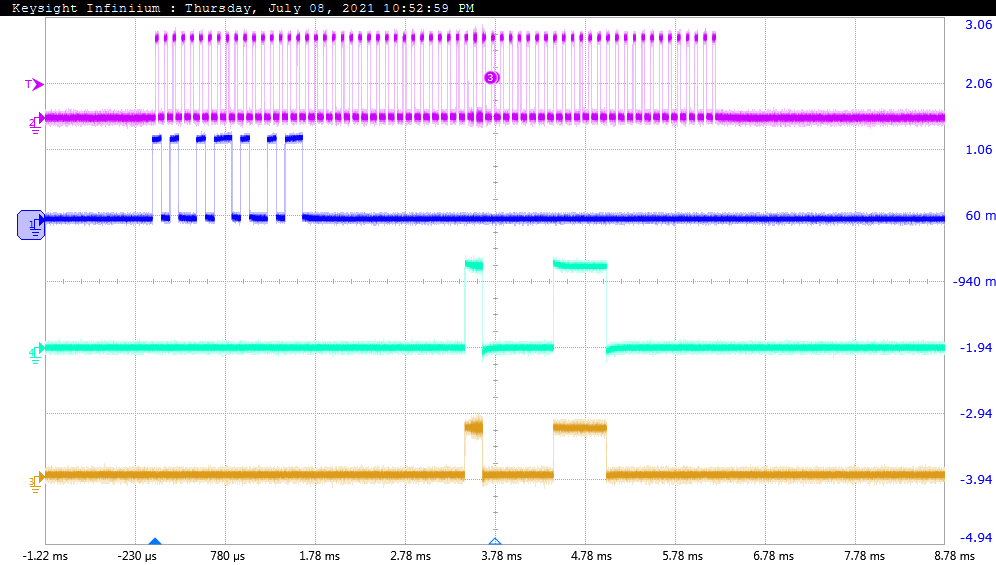 Keysight Infiniium : Thursday, July 08, 2021 10:52:59 PM
3.06
T
3
2.06
2
1.06
1
60 m
-940 m
4
-1.94
-2.94
3
-3.94
-4.94
-1.22 ms -230 µs 780 µs 1.78 ms 2.78 ms 3.78 ms 4.78 ms 5.78 ms 6.78 ms 7.78 ms 8.78 ms